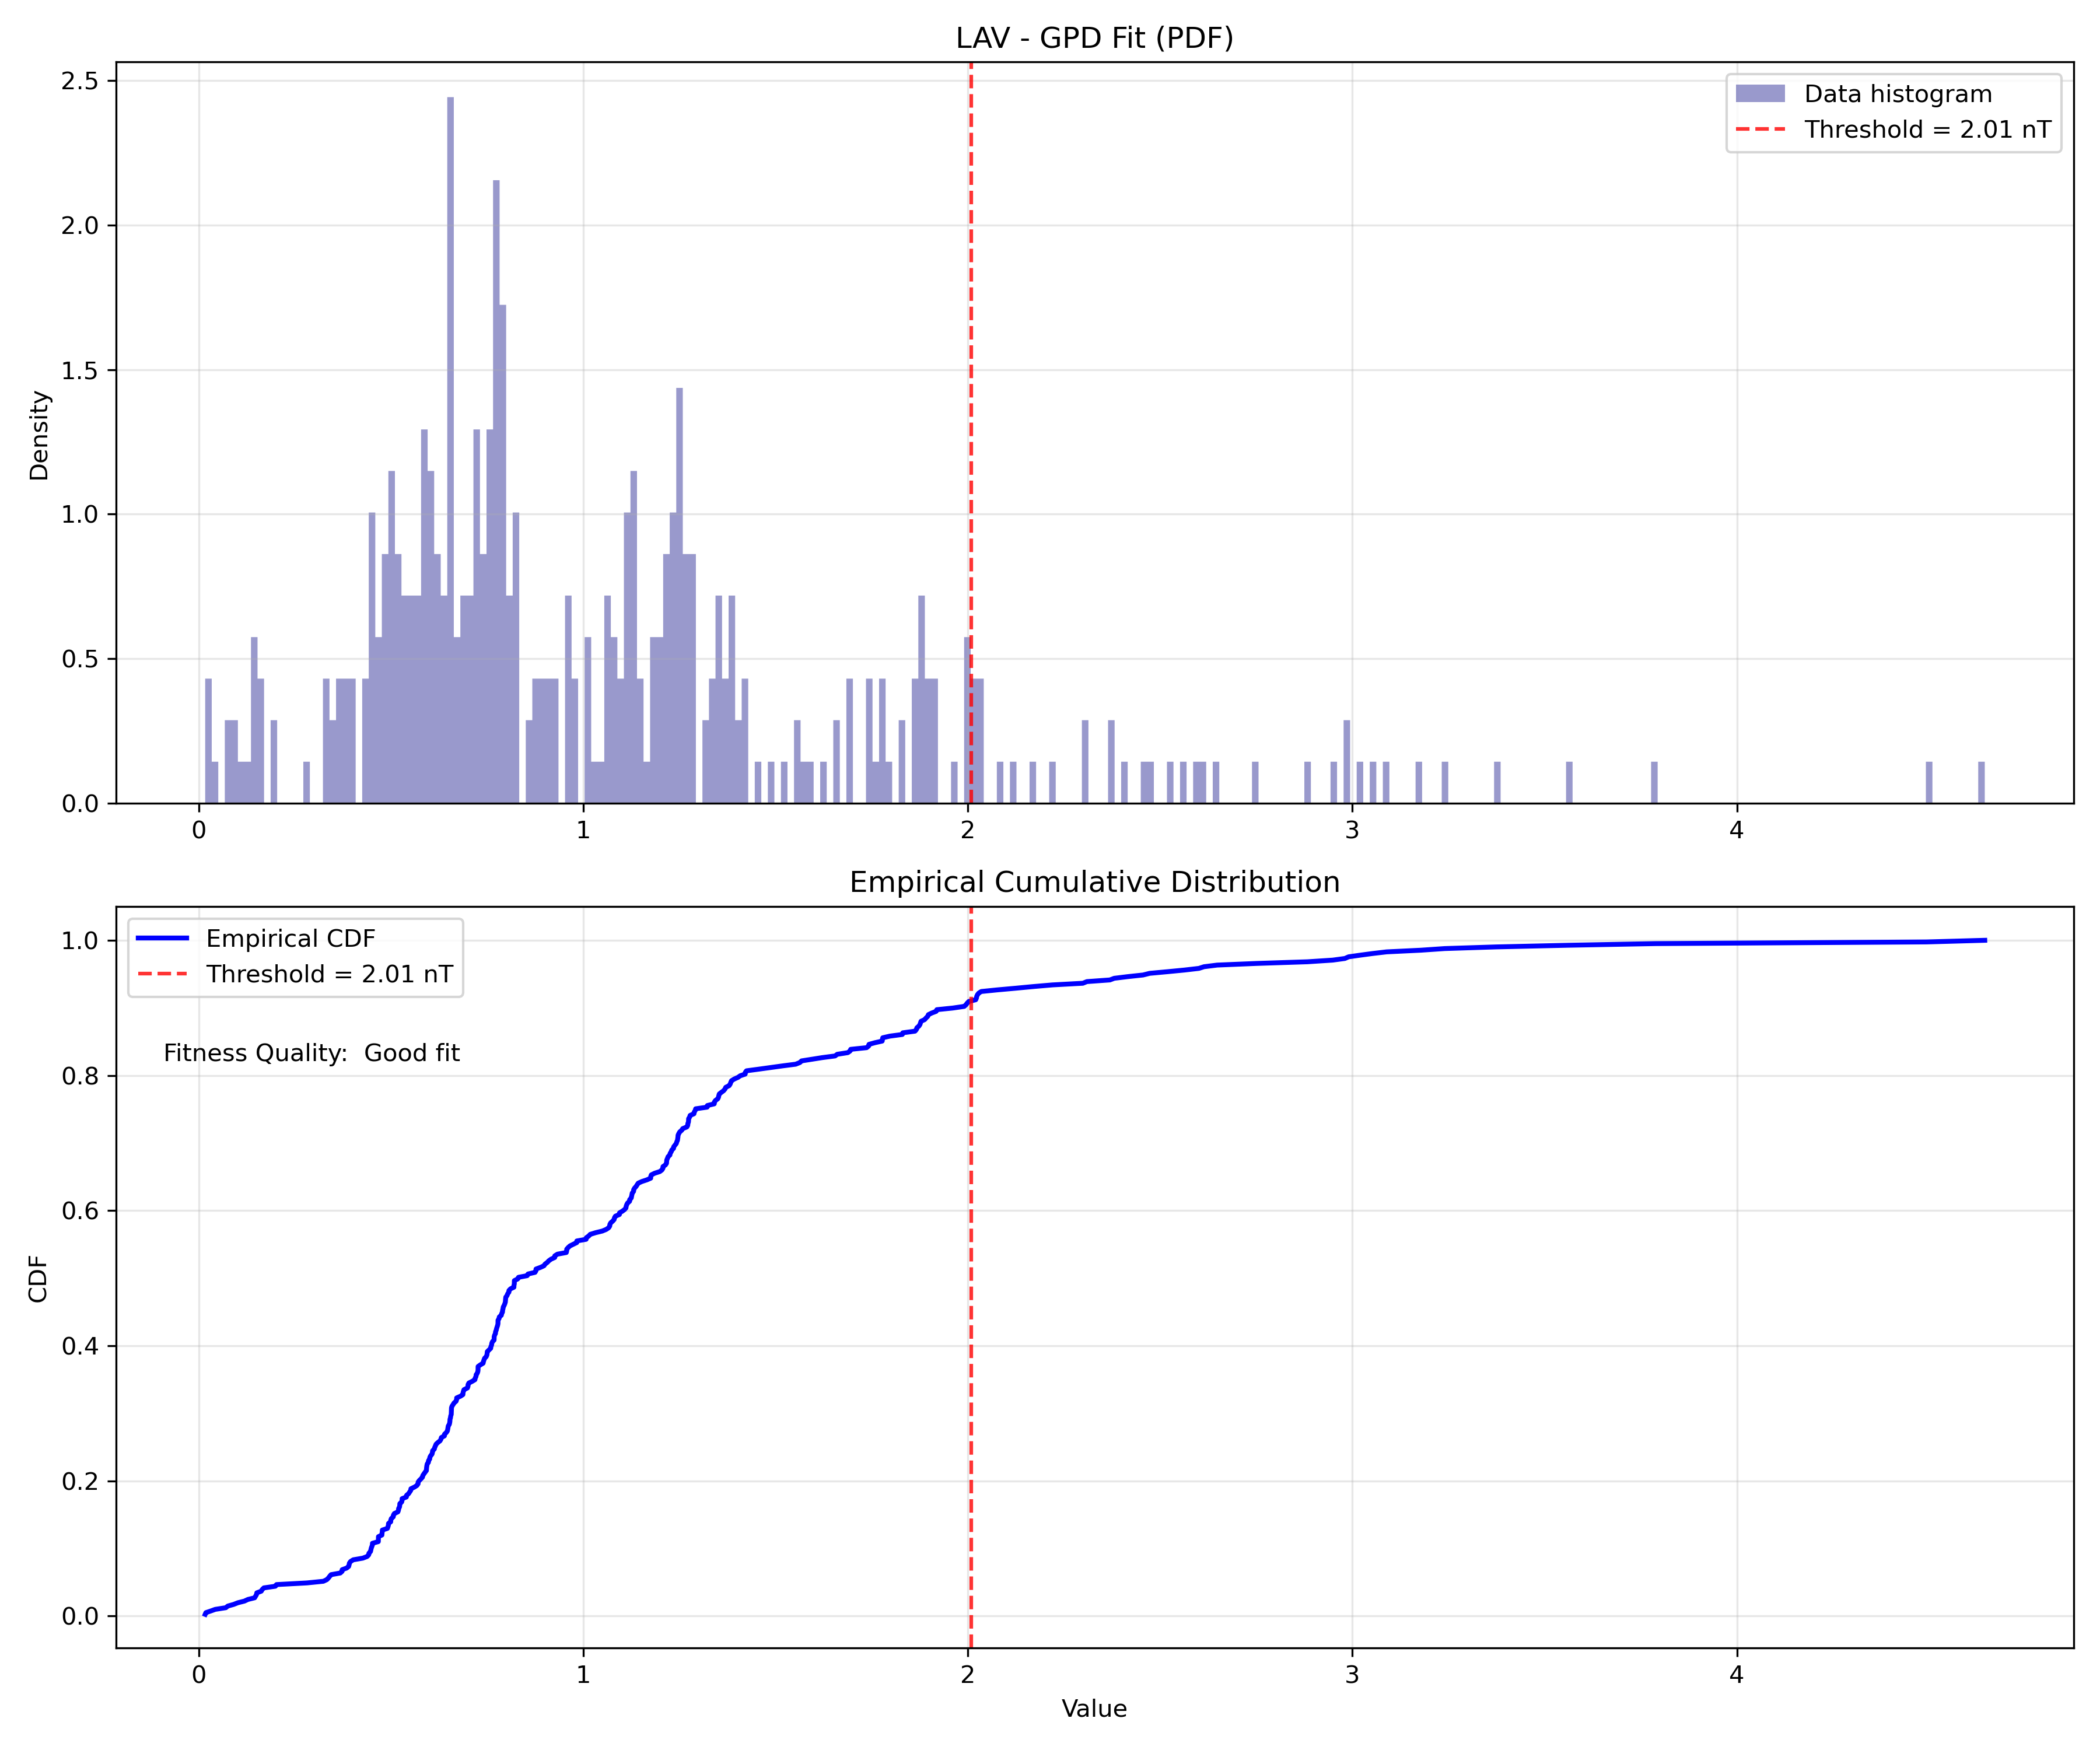 LAV - GPD Fit (PDF)
2.5
2.0
1.5
1.0
0.5
0.0
Density
Data histogram
Threshold = 2.01 nT
0 1 2 3 4
Empirical Cumulative Distribution
1.0
0.8
0.6
0.4
0.2
0.0
CDF
Empirical CDF
Threshold = 2.01 nT
Fitness Quality:  Good fit
0 1 2 3 4
Value